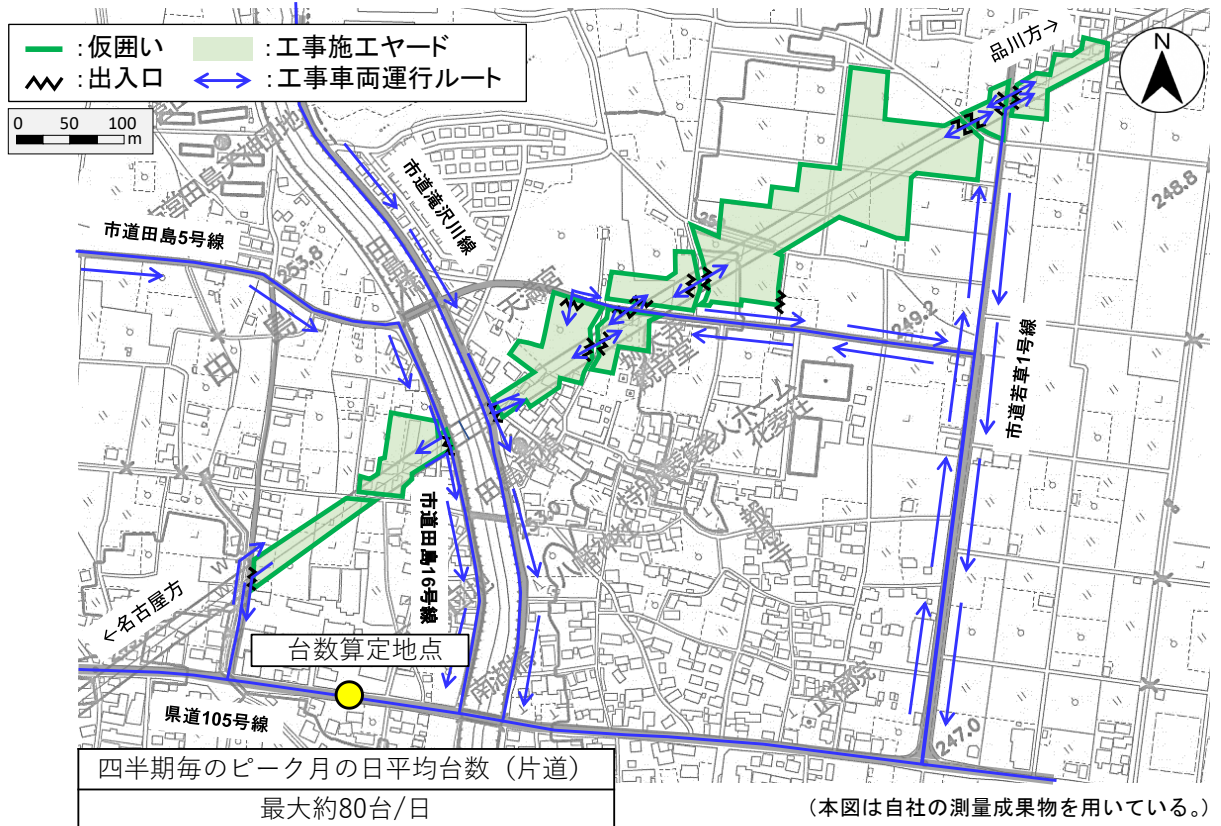 ：仮囲い
：工事施工ヤード
：出入口
：工事車両運行ルート
0 50 100
m
品川方→
N
市道滝沢川線
市道田島5号線
253.8
248.8
249.2
市道若草1号線
市道田島16号線
←名古屋方
台数算定地点
県道105号線
247.0
四半期毎のピーク月の日平均台数（片道）
最大約80台/日
（本図は自社の測量成果物を用いている。）